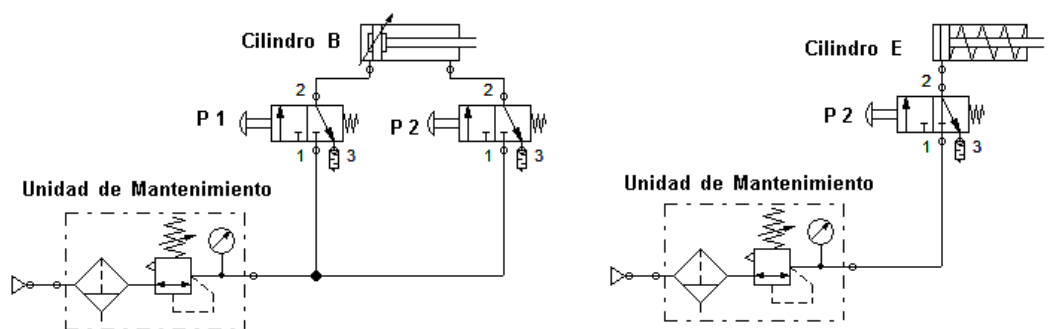 Cilindro B
2
2
P 1
P 2
1
3
1
3
Unidad de Mantenimiento
Cilindro E
2
P 2
1
3
Unidad de Mantenimiento